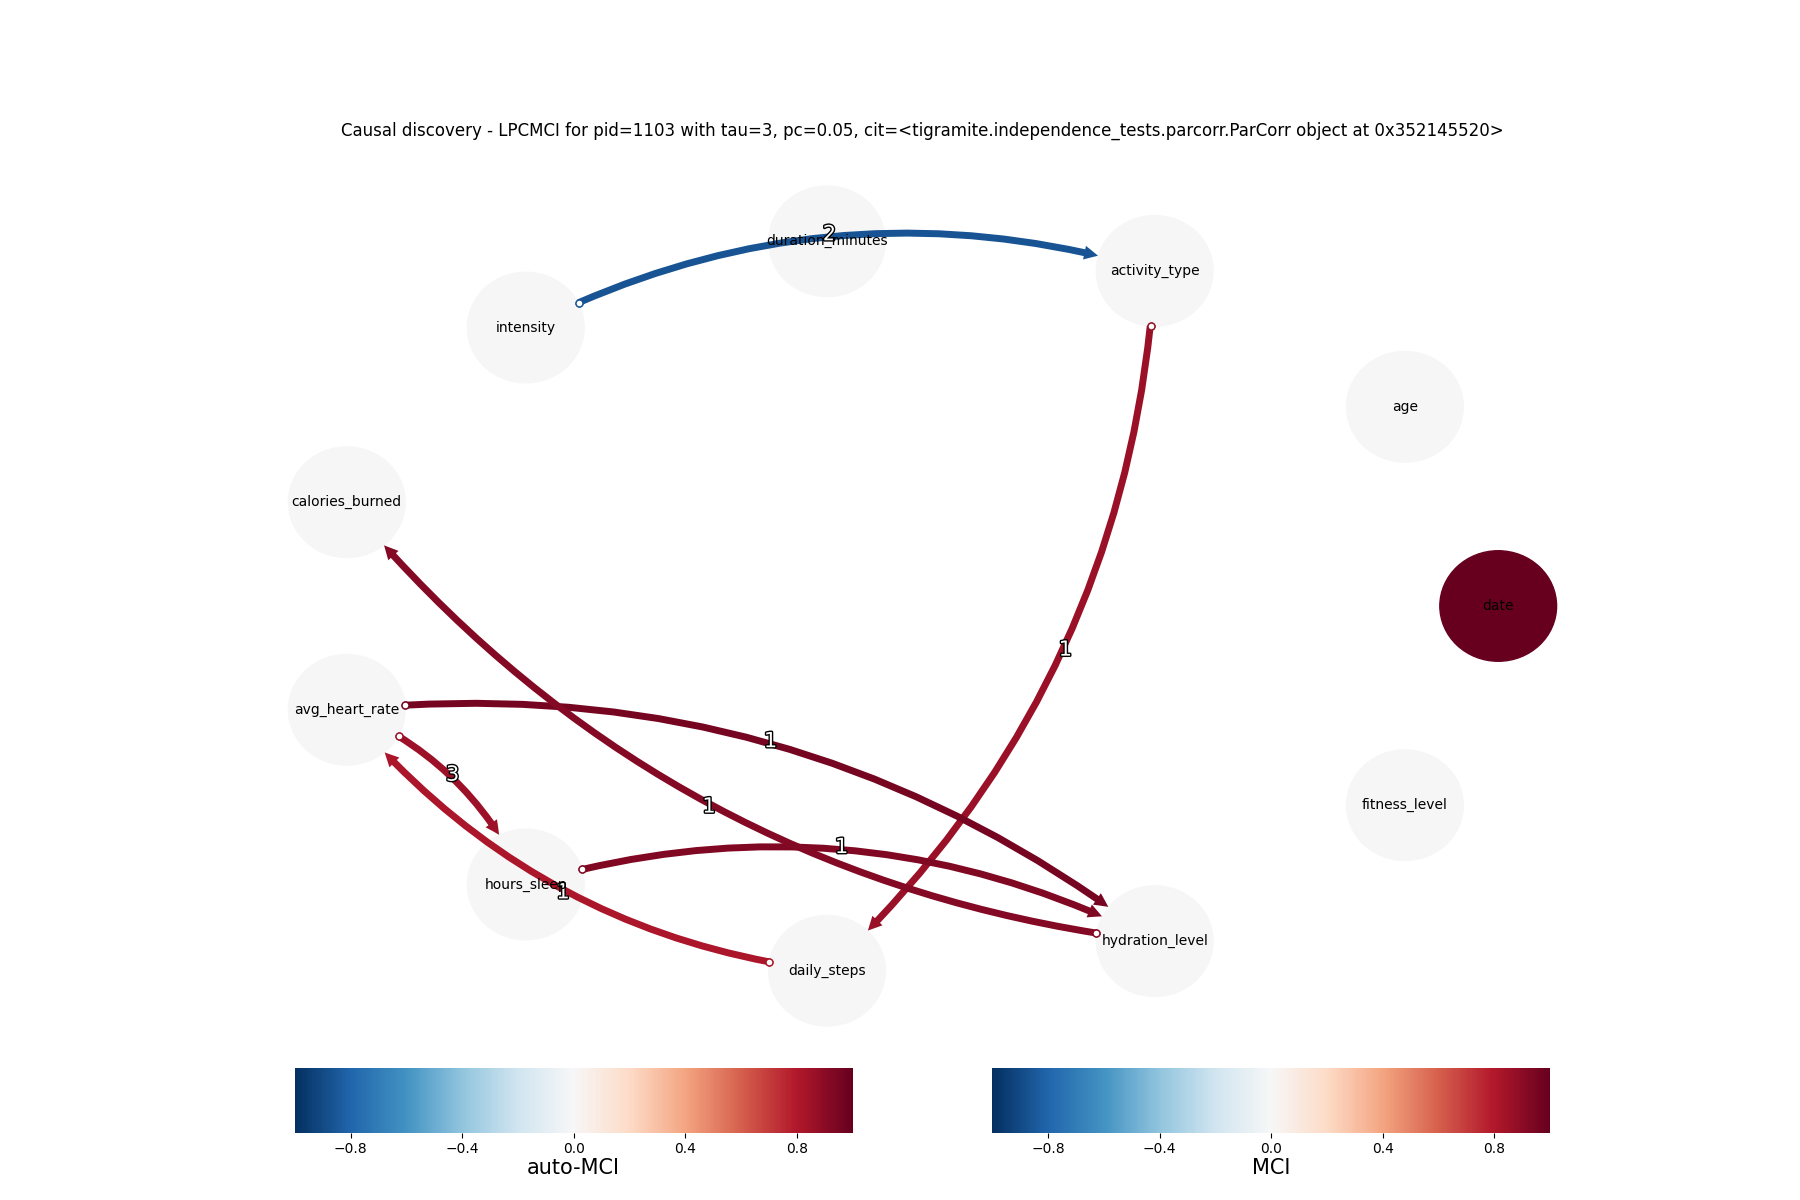 Causal discovery - LPCMCI for pid=1103 with tau=3, pc=0.05, cit=<tigramite.independence_tests.parcorr.ParCorr object at 0x352145520>
2
duration_minutes
activity_type
intensity
age
calories_burned
date
1
avg_heart_rate
1
3
1
fitness_level
1
hours_sleep
1
hydration_level
daily_steps
−0.8 −0.4 0.0 0.4 0.8
auto-MCI
−0.8 −0.4 0.0 0.4 0.8
MCI